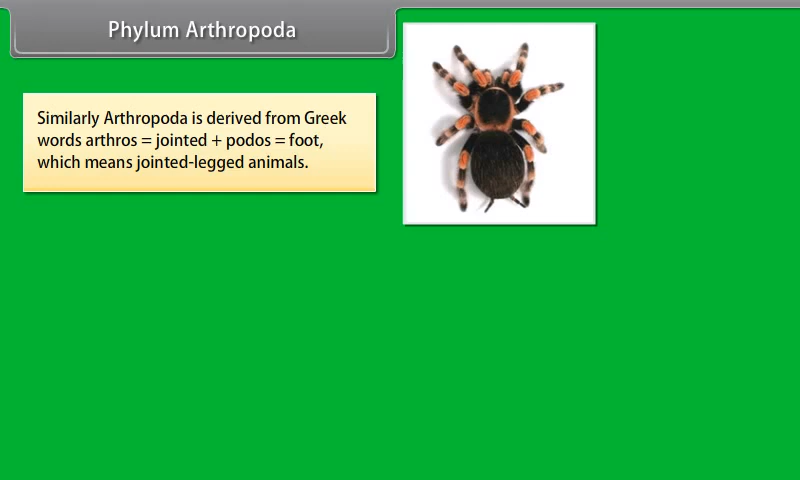 Phylum Arthropoda
Similarly Arthropoda is derived from Greek
words arthros = jointed + podos = foot,
which means jointed-legged animals.